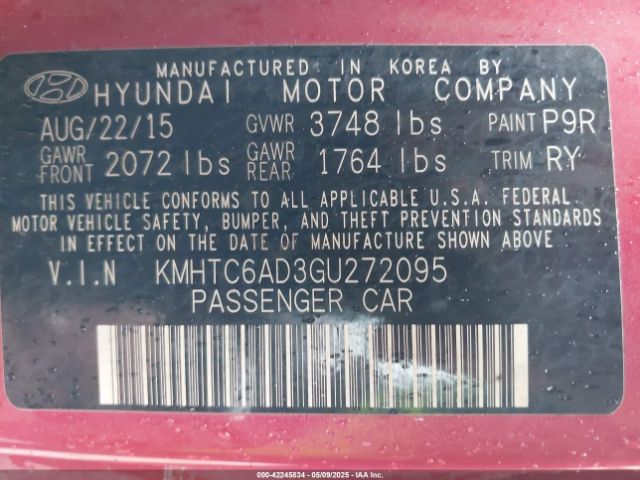 MANUFACTURED IN KOREA BY
HYUNDAI MOTOR COMPANY
AUG/22/15 GVWR 3748 lbs PAINT P9R
GAWR FRONT 2072 lbs GAWR REAR 1764 lbs TRIM RY
THIS VEHICLE CONFORMS TO ALL APPLICABLE U.S.A. FEDERAL
MOTOR VEHICLE SAFETY, BUMPER, AND THEFT PREVENTION STANDARDS
IN EFFECT ON THE DATE OF MANUFACTURE SHOWN ABOVE
V.I.N KMHTC6AD3GU272095
PASSENGER CAR
000-42245834 - 05/09/2025 - IAA Inc.